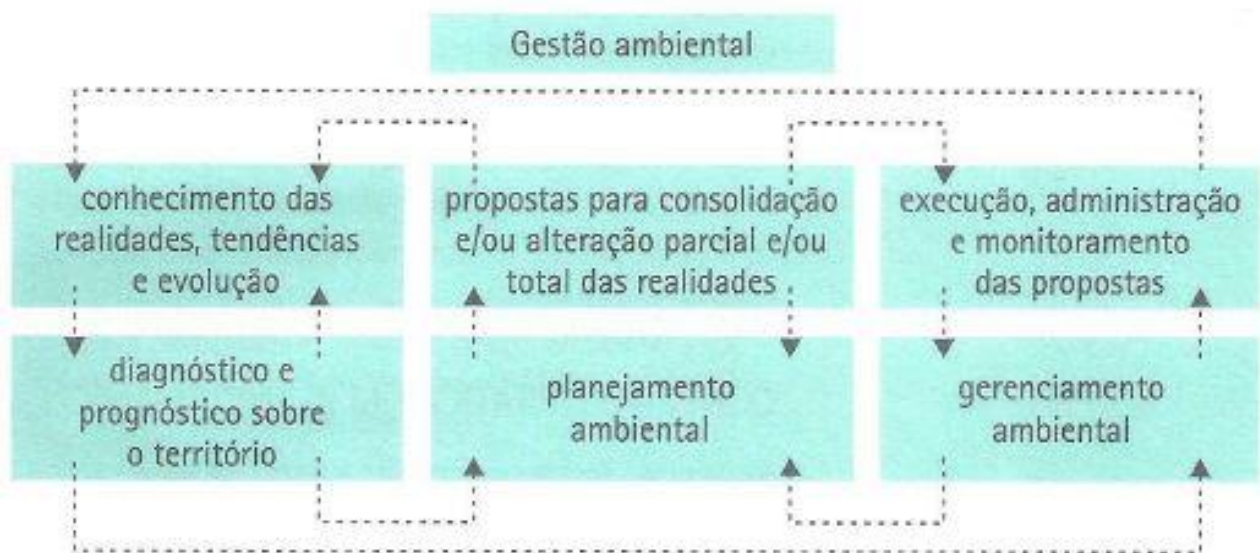 Gestão ambiental
conhecimento das
realidades, tendências
e evolução
propostas para consolidação
e/ou alteração parcial e/ou
total das realidades
execução, administração
e monitoramento
das propostas
diagnóstico e
prognóstico sobre
o território
planejamento
ambiental
gerenciamento
ambiental